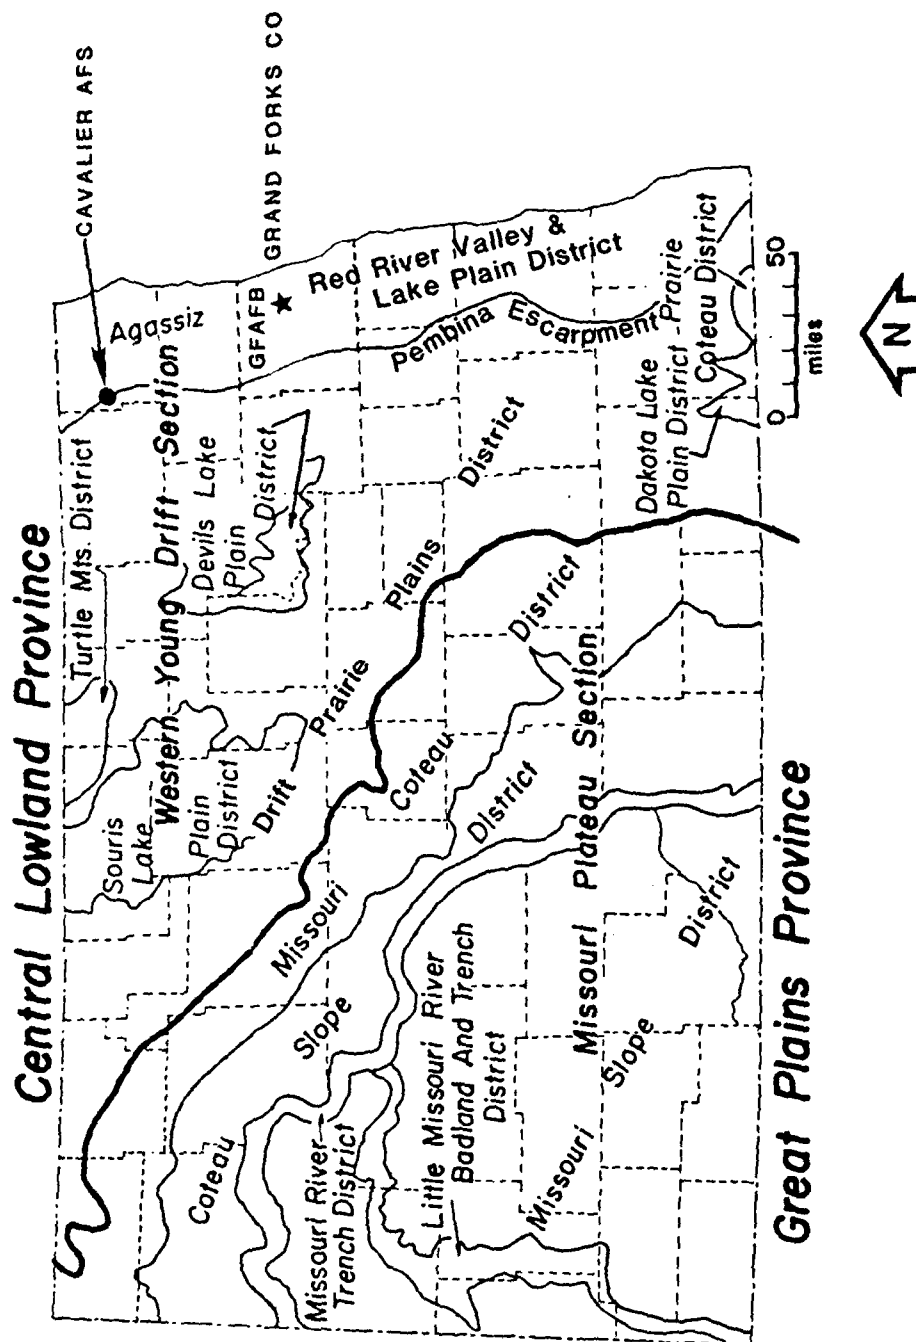 Central Lowland Province
CAVALIER AFS
GRAND FORKS CO
GFAFB
Turtle Mts. District
Agassiz
Red River Valley &
Lake Plain District
Western Young Drift Section
Souris
Lake
Plain
District
Devils Lake
Plain
District
Drift Prairie Plains District
Pembina Escarpment
Prairie
Coteau District
Dakota Lake
Plain District
Missouri Coteau District
Coteau Slope District
Missouri River
Trench District
Little Missouri River
Badland And Trench
District
Missouri Plateau Section
Missouri Slope District
Great Plains Province
0 50
miles
N